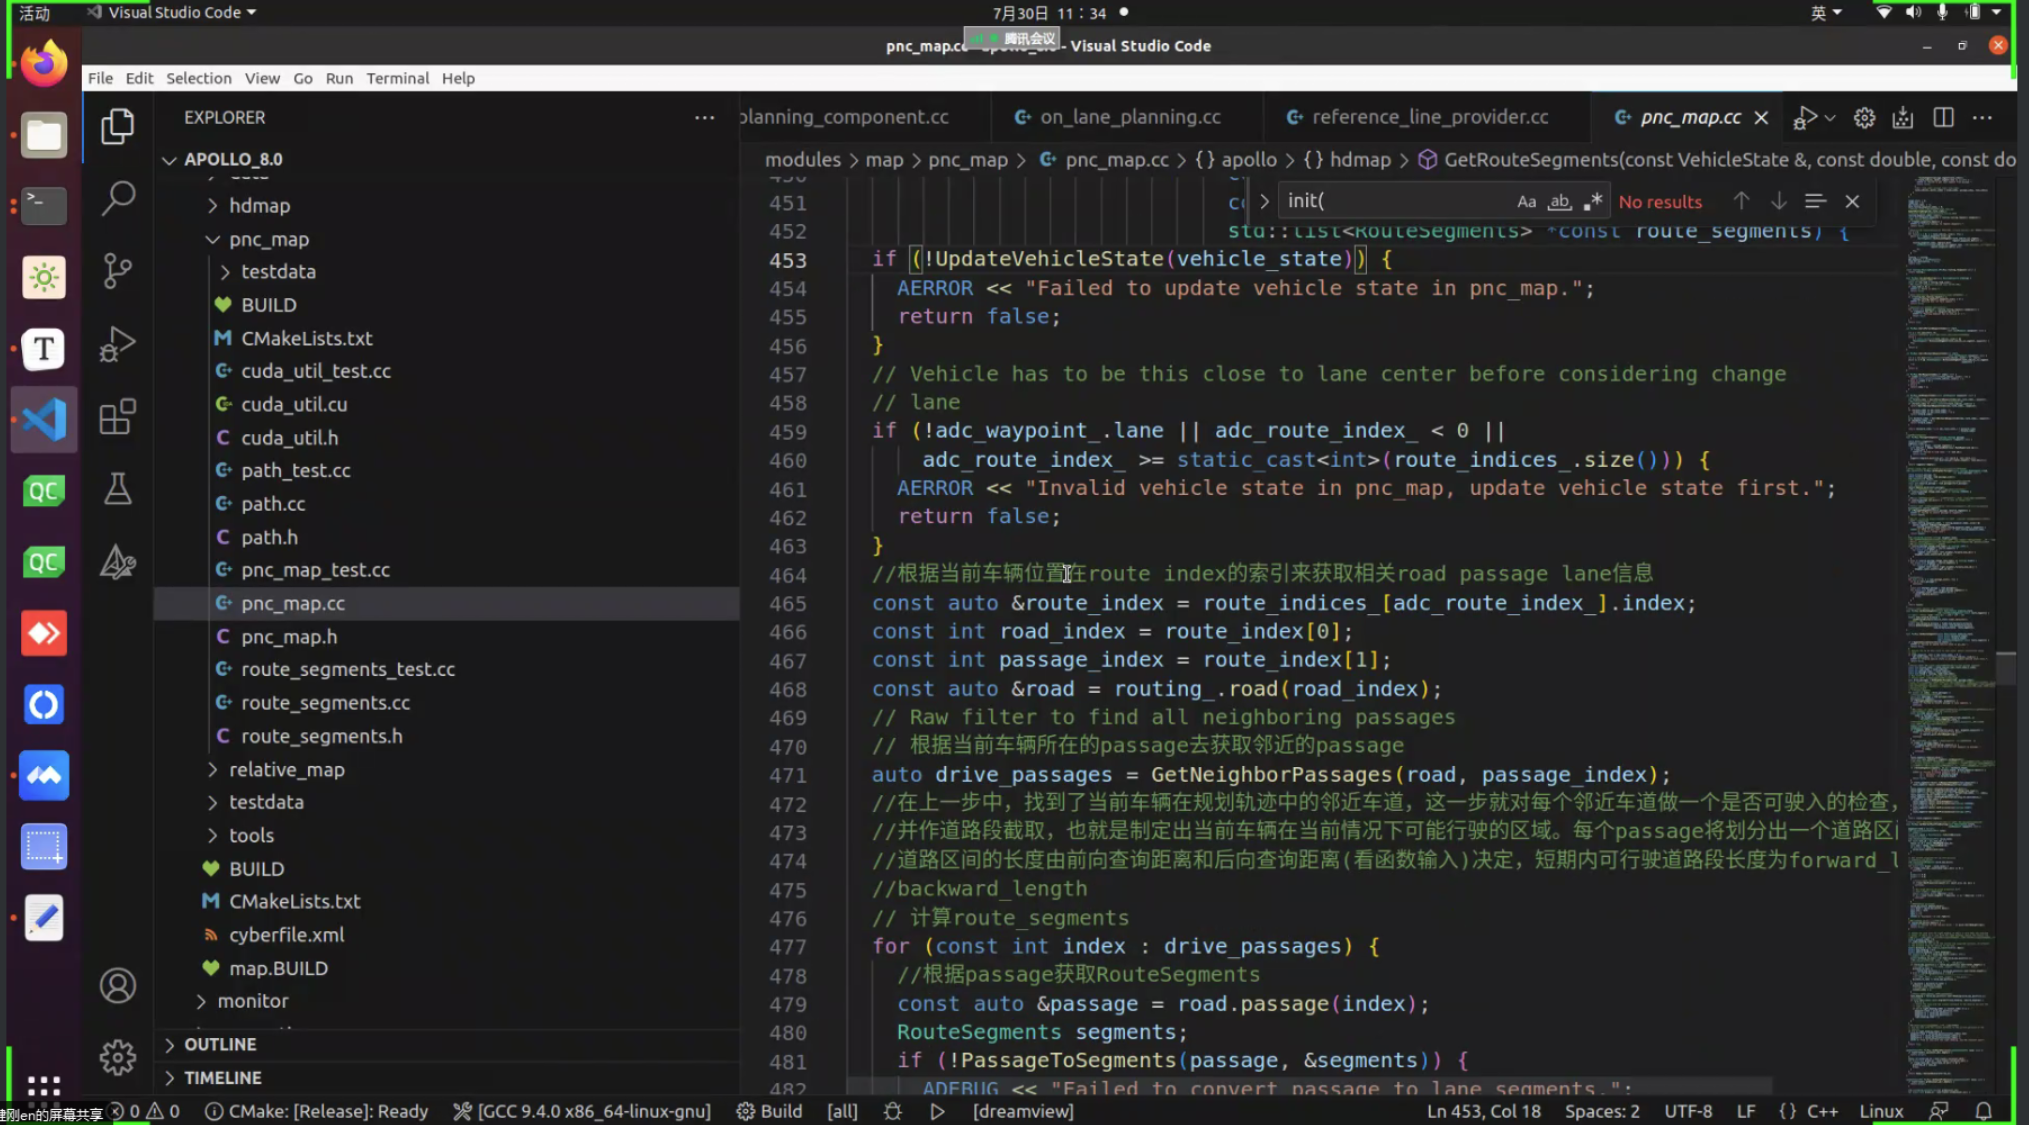 活动
Visual Studio Code
7月30日 11：34
英
腾讯会议
pnc_map.c
- Visual Studio Code
File Edit Selection View Go Run Terminal Help
EXPLORER
planning_component.cc
on_lane_planning.cc
reference_line_provider.cc
pnc_map.cc
APOLLO_8.0
modules > map > pnc_map > pnc_map.cc > {} apollo > {} hdmap > GetRouteSegments(const VehicleState &, const double, const do
init(
Aa ab, .* No results
hdmap
pnc_map
testdata
BUILD
CMakeLists.txt
cuda_util_test.cc
cuda_util.cu
cuda_util.h
path_test.cc
path.cc
path.h
pnc_map_test.cc
pnc_map.cc
pnc_map.h
route_segments_test.cc
route_segments.cc
route_segments.h
relative_map
testdata
tools
BUILD
CMakeLists.txt
cyberfile.xml
map.BUILD
monitor
OUTLINE
TIMELINE
451
452 std::list<RouteSegments> *const route_segments) {
453 if (!UpdateVehicleState(vehicle_state)) {
454 AERROR << "Failed to update vehicle state in pnc_map.";
455 return false;
456 }
457 // Vehicle has to be this close to lane center before considering change
458 // lane
459 if (!adc_waypoint_.lane || adc_route_index_ < 0 ||
460 adc_route_index_ >= static_cast<int>(route_indices_.size())) {
461 AERROR << "Invalid vehicle state in pnc_map, update vehicle state first.";
462 return false;
463 }
464 //根据当前车辆位置在route index的索引来获取相关road passage lane信息
465 const auto &route_index = route_indices_[adc_route_index_].index;
466 const int road_index = route_index[0];
467 const int passage_index = route_index[1];
468 const auto &road = routing_.road(road_index);
469 // Raw filter to find all neighboring passages
470 // 根据当前车辆所在的passage去获取邻近的passage
471 auto drive_passages = GetNeighborPassages(road, passage_index);
472 //在上一步中，找到了当前车辆在规划轨迹中的邻近车道，这一步就对每个邻近车道做一个是否可驶入的检查，
473 //并作道路段截取，也就是制定出当前车辆在当前情况下可能行驶的区域。每个passage将划分出一个道路区
474 //道路区间的长度由前向查询距离和后向查询距离(看函数输入)决定，短期内可行驶道路段长度为forward_l
475 //backward_length
476 // 计算route_segments
477 for (const int index : drive_passages) {
478 //根据passage获取RouteSegments
479 const auto &passage = road.passage(index);
480 RouteSegments segments;
481 if (!PassageToSegments(passage, &segments)) {
482 ADEBUG << "Failed to convert passage to lane segments.";
en的屏幕共享
0 0 CMake: [Release]: Ready [GCC 9.4.0 x86_64-linux-gnu] Build [all] [dreamview] Ln 453, Col 18 Spaces: 2 UTF-8 LF {} C++ Linux